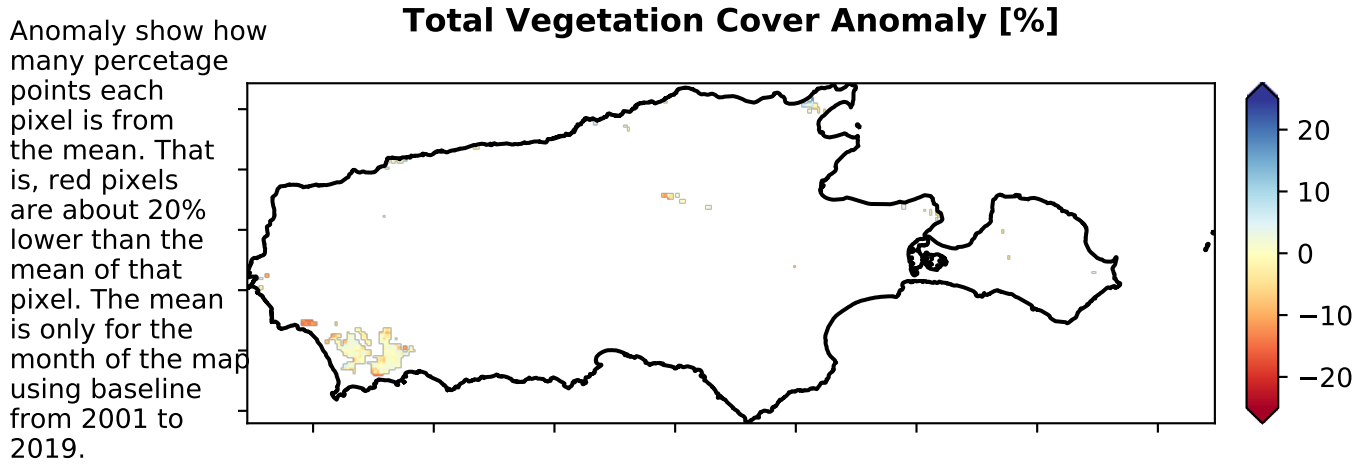 Total Vegetation Cover Anomaly [%]
Anomaly show how
many percetage
points each
pixel is from
the mean. That
is, red pixels
are about 20%
lower than the
mean of that
pixel. The mean
is only for the
month of the map
using baseline
from 2001 to
2019.
20
10
0
−10
−20